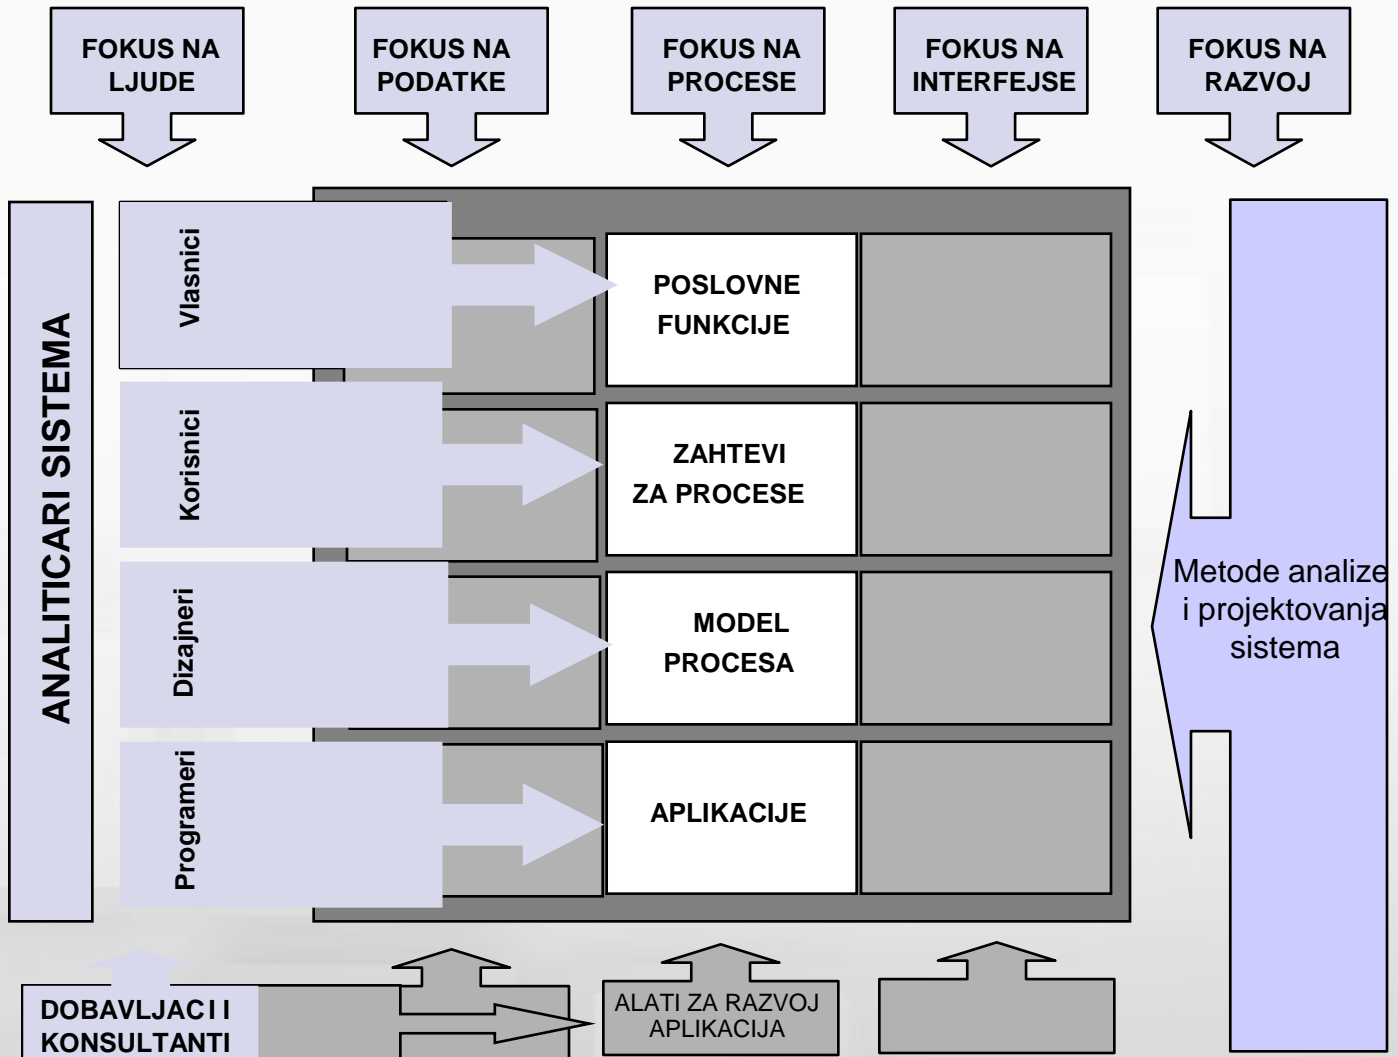 FOKUS NA
LJUDE
FOKUS NA
PODATKE
FOKUS NA
PROCESE
FOKUS NA
INTERFEJSE
FOKUS NA
RAZVOJ
ANALITICARI SISTEMA
Vlasnici
POSLOVNE
FUNKCIJE
Korisnici
ZAHTEVI
ZA PROCESE
Dizajneri
MODEL
PROCESA
Programeri
APLIKACIJE
Metode analize
i projektovanja
sistema
DOBAVLJACI I
KONSULTANTI
ALATI ZA RAZVOJ
APLIKACIJA